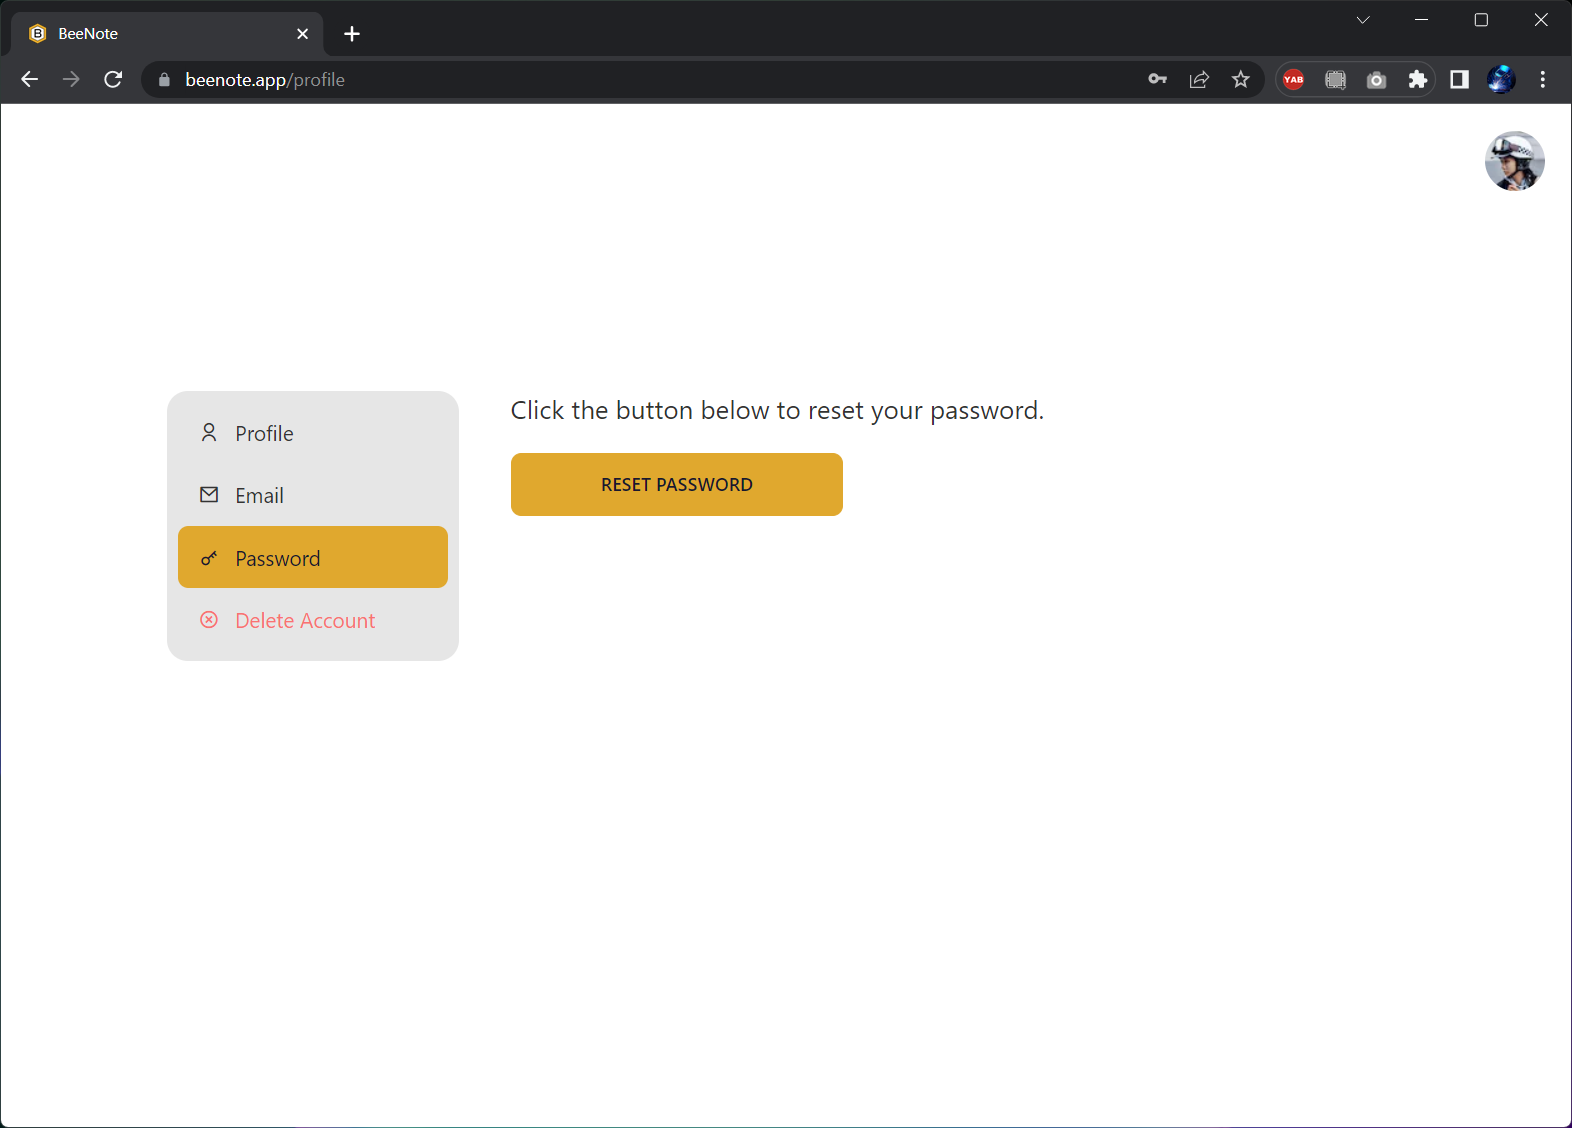 BeeNote
beenote.app/profile
YAB
Profile
Email
Password
Delete Account
Click the button below to reset your password.
RESET PASSWORD